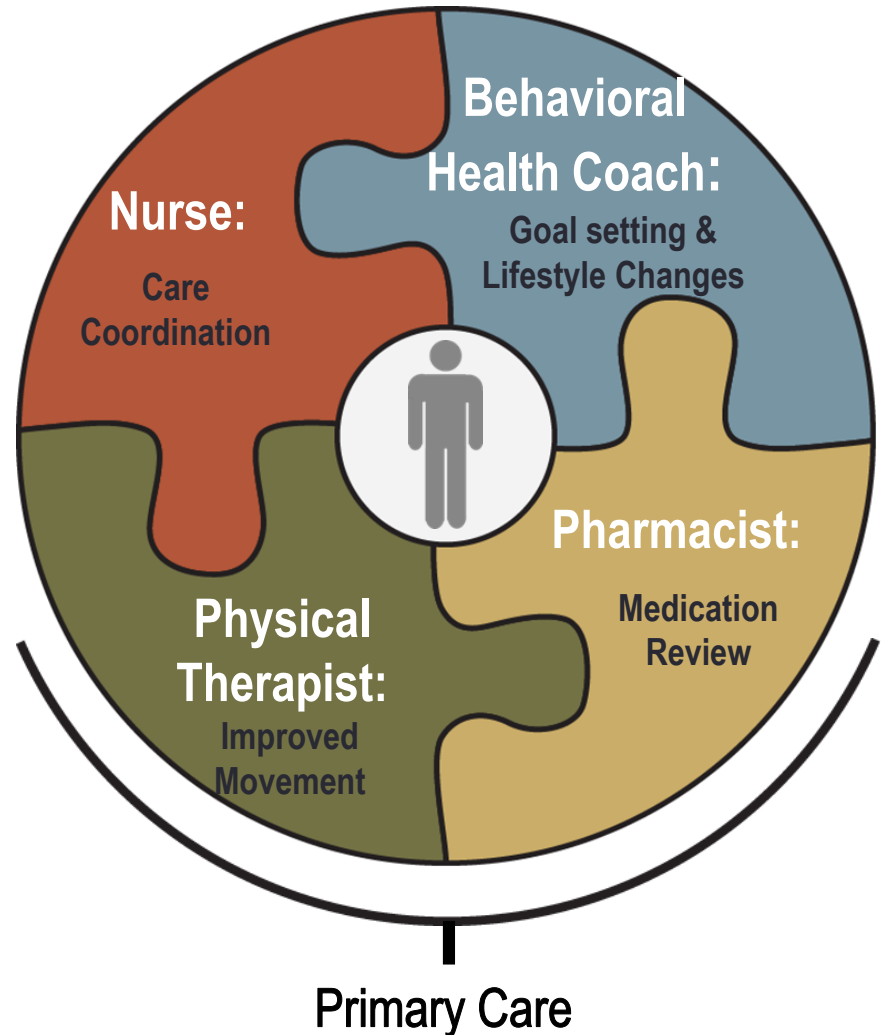 Nurse:
Care
Coordination
Behavioral
Health Coach:
Goal setting &
Lifestyle Changes
Physical
Therapist:
Improved
Movement
Pharmacist:
Medication
Review
Primary Care